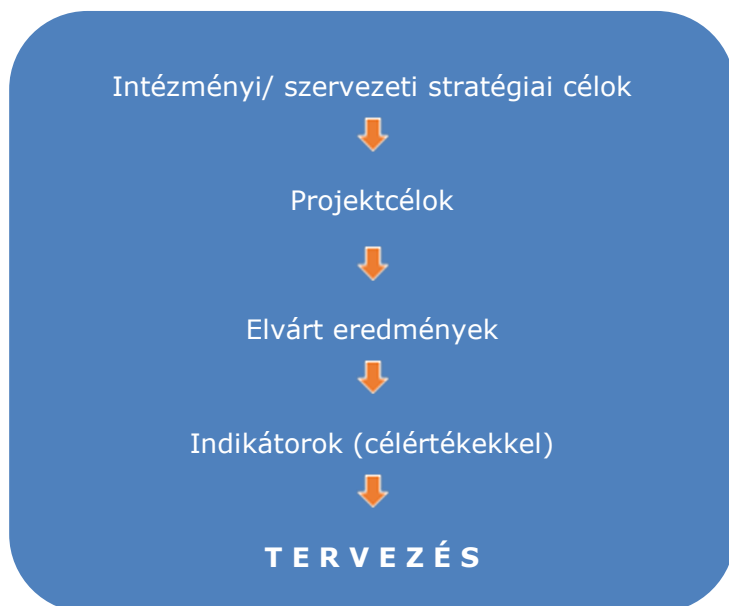 Intézményi/ szervezeti stratégiai célok
Projektcélok
Elvárt eredmények
Indikátorok (célértékekkel)
T E R V E Z É S